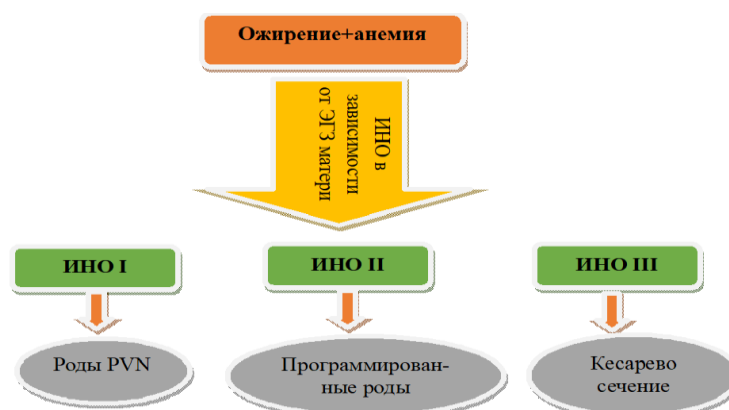 Ожирение+анемия
ИНО в
зависимости
от ЭГЗ матери
ИНО I
ИНО II
ИНО III
Роды PVN
Программирован-
ные роды
Кесарево
сечение